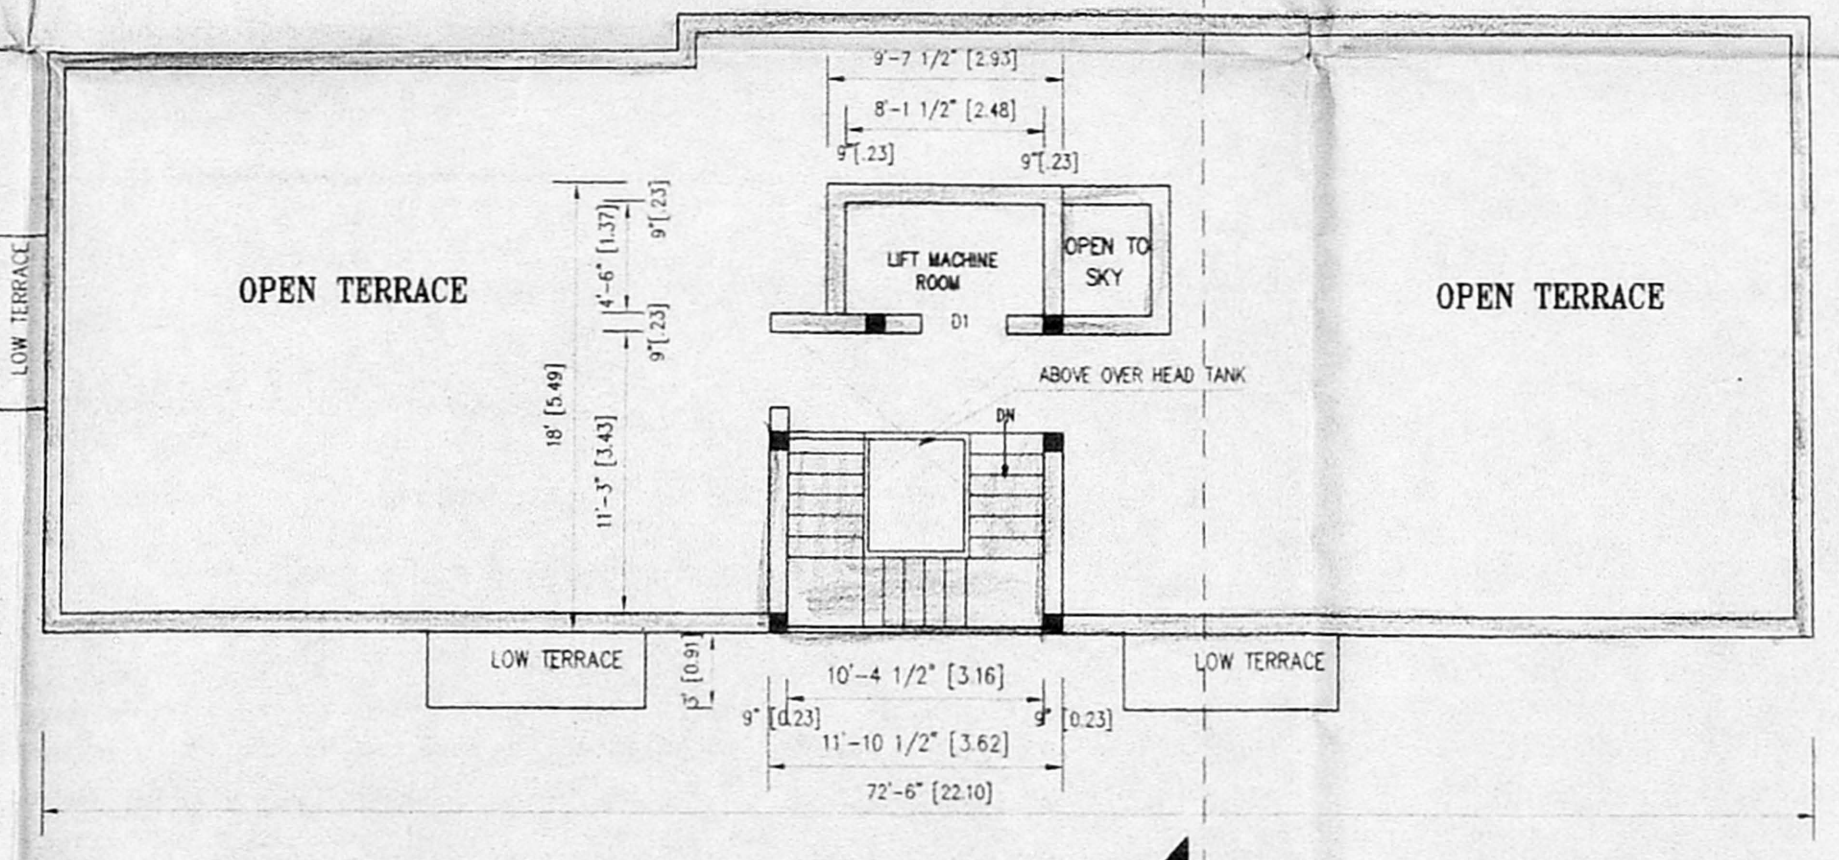 9'-7 1/2" [2.93]
8'-1 1/2" [2.48]
9"[.23]
9"[.23]
9"[.23]
4'-6" [1.37]
9"[.23]
18' [5.49]
11'-3" [3.43]
LOW TERRACE
OPEN TERRACE
LIFT MACHINE
ROOM
OPEN TO
SKY
OPEN TERRACE
D1
ABOVE OVER HEAD TANK
DN
LOW TERRACE
3' [0.91]
LOW TERRACE
10'-4 1/2" [3.16]
9" [0.23]
9" [0.23]
11'-10 1/2" [3.62]
72'-6" [22.10]